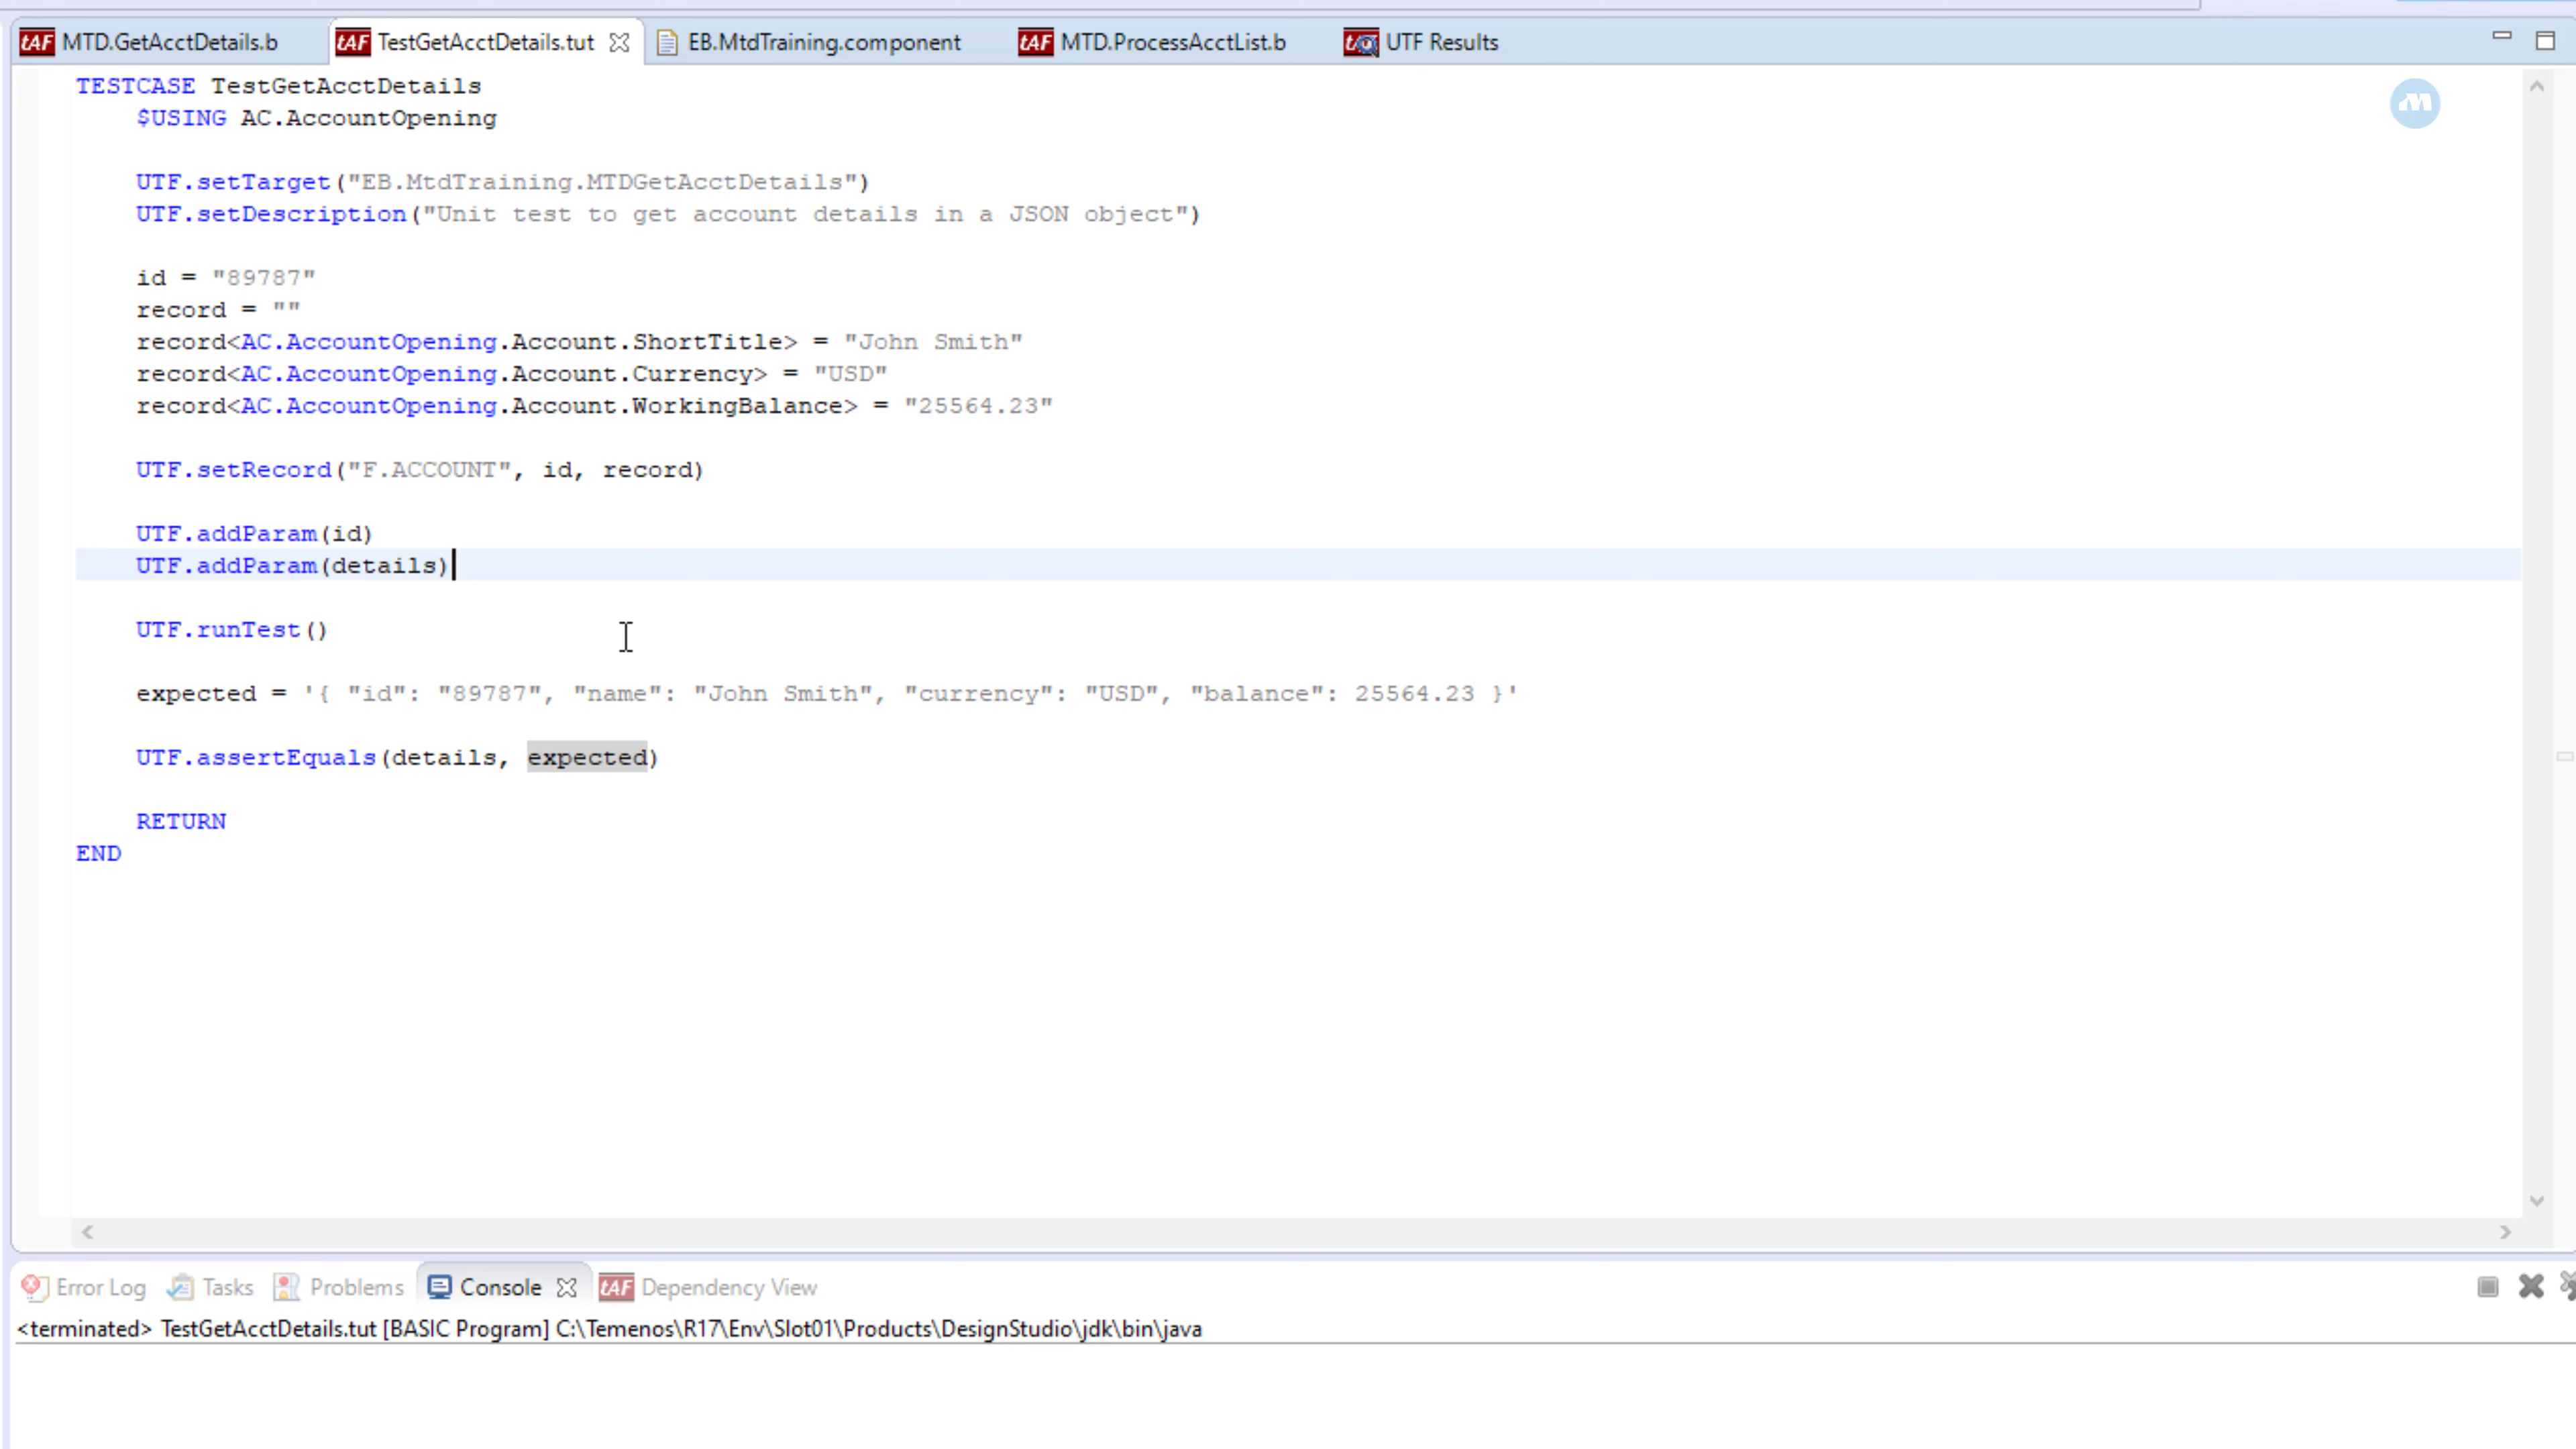 MTD.GetAcctDetails.b TestGetAcctDetails.tut EB.MtdTraining.component MTD.ProcessAcctList.b UTF Results
TESTCASE TestGetAcctDetails
$USING AC.AccountOpening
UTF.setTarget("EB.MtdTraining.MTDGetAcctDetails")
UTF.setDescription("Unit test to get account details in a JSON object")
id = "89787"
record = ""
record<AC.AccountOpening.Account.ShortTitle> = "John Smith"
record<AC.AccountOpening.Account.Currency> = "USD"
record<AC.AccountOpening.Account.WorkingBalance> = "25564.23"
UTF.setRecord("F.ACCOUNT", id, record)
UTF.addParam(id)
UTF.addParam(details)
UTF.runTest()
expected = '{ "id": "89787", "name": "John Smith", "currency": "USD", "balance": 25564.23 }'
UTF.assertEquals(details, expected)
RETURN
END
Error Log Tasks Problems Console tAF Dependency View
<terminated> TestGetAcctDetails.tut [BASIC Program] C:\Temenos\R17\Env\Slot01\Products\DesignStudio\jdk\bin\java